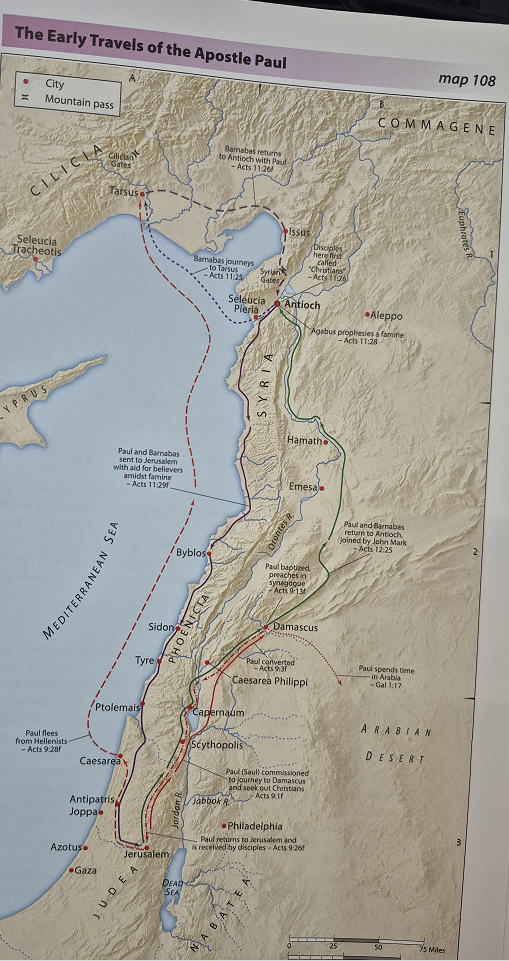 The Early Travels of the Apostle Paul
map 108
City
Mountain pass
A
B
COMMAGENE
CILICIA
Cilician
Gates
Barnabas returns
to Antioch with Paul
– Acts 11:26f
Tarsus
Euphrates R.
Seleucia
Tracheotis
Issus
1
Barnabas journeys
to Tarsus
– Acts 11:25
Disciples
here first
called
"Christians"
– Acts 11:26
Syrian
Gates
Seleucia
Pieria
Antioch
Aleppo
Agabus prophesies a famine
– Acts 11:28
SYRIA
YPRUS
Hamath
Paul and Barnabas
sent to Jerusalem
with aid for believers
amidst famine
– Acts 11:29f
Emesa
Orontes R.
Paul and Barnabas
return to Antioch,
joined by John Mark
– Acts 12:25
MEDITERRANEAN SEA
Byblos
2
Paul baptized,
preaches in
synagogue
– Acts 9:13f
PHOENICIA
Sidon
Damascus
Tyre
Paul converted
– Acts 9:3f
Paul spends time
in Arabia
– Gal 1:17
Caesarea Philippi
Ptolemais
Capernaum
Paul flees
from Hellenists
– Acts 9:28f
ARABIAN
DESERT
Scythopolis
Caesarea
Paul (Saul) commissioned
to journey to Damascus
and seek out Christians
– Acts 9:1f
Antipatris
Joppa
Jordan R.
Jabbok R.
Philadelphia
Paul returns to Jerusalem and
is received by disciples – Acts 9:26f
3
Azotus
Jerusalem
Gaza
JUDEA
DEAD
SEA
NABATEA
0
25
50
75 Miles